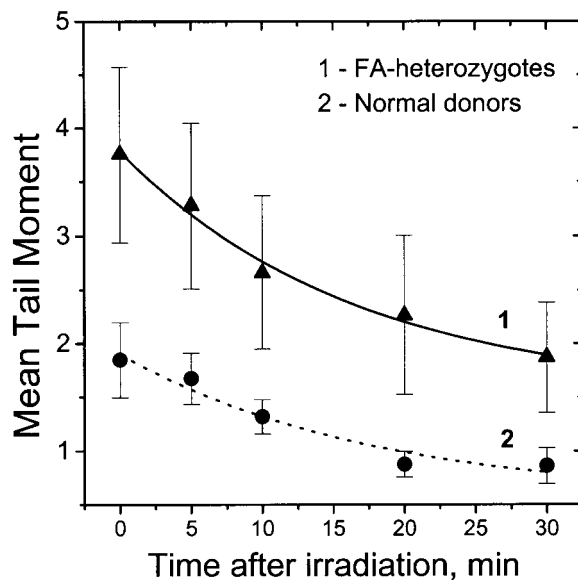 5
1 - FA-heterozygotes
2 - Normal donors
4
3
2
1
1
2
Mean Tail Moment
0 5 10 15 20 25 30
Time after irradiation, min